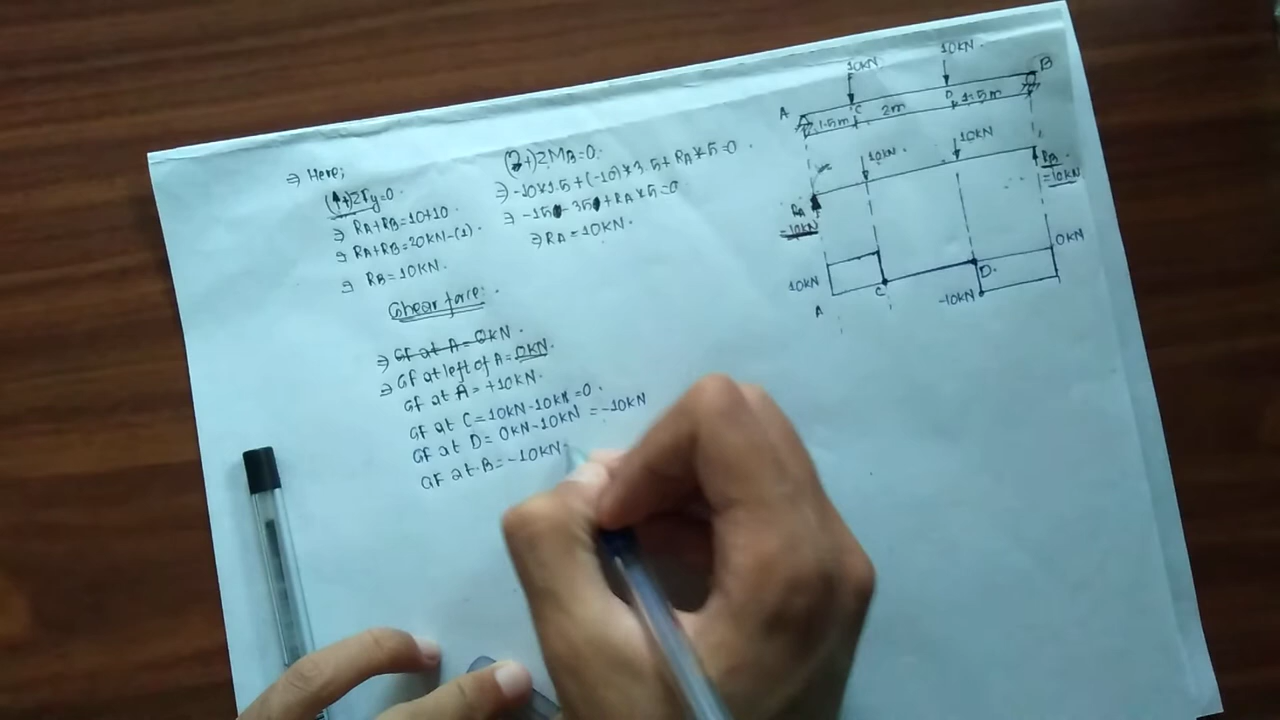 ⇒ Here;
(↑+)ΣFy=0.
⇒ RA+RB=10+10.
⇒ RA+RB=20KN-(1).
⇒ RB=10KN.
+)ΣMB=0.
⇒ -10*1.5+(-10)*3.5+RA*5=0
⇒ -15-35+RA*5=0
⇒ RA=10KN.
Shear force:
⇒ SF at A=0KN.
⇒ SF at left of A=0KN.
SF at A=+10KN.
SF at C=10KN-10KN=0.
SF at D=0KN-10KN=-10KN
SF at B=-10KN
10KN
10KN.
A
B
C
D
1.5m
2m
1.5m
10KN.
10KN
RA
=10KN
RB
=10KN
10KN
0KN
A
C
D.
-10KN